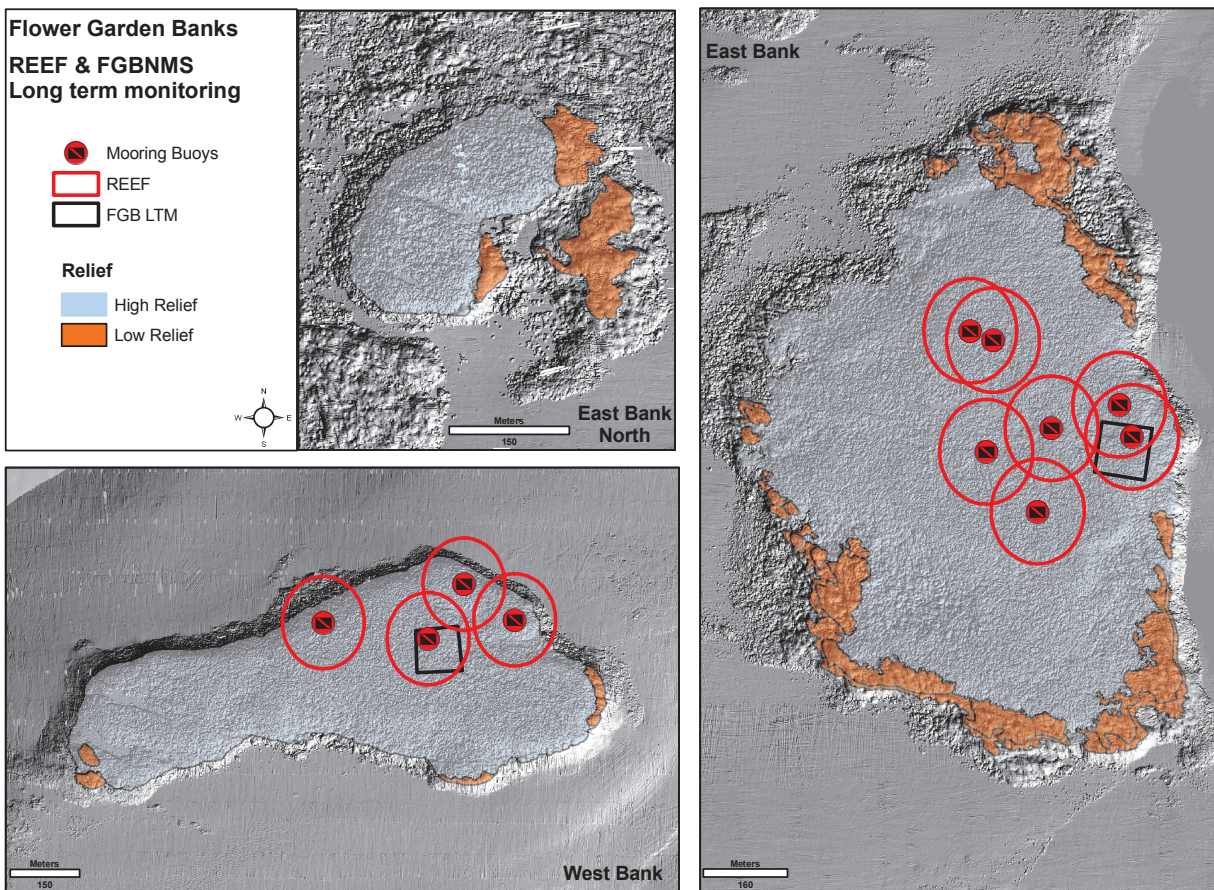 Flower Garden Banks
REEF & FGBNMS
Long term monitoring
Mooring Buoys
REEF
FGB LTM
Relief
High Relief
Low Relief
N
W E
S
Meters
150
East Bank
North
East Bank
Meters
160
Meters
150
West Bank